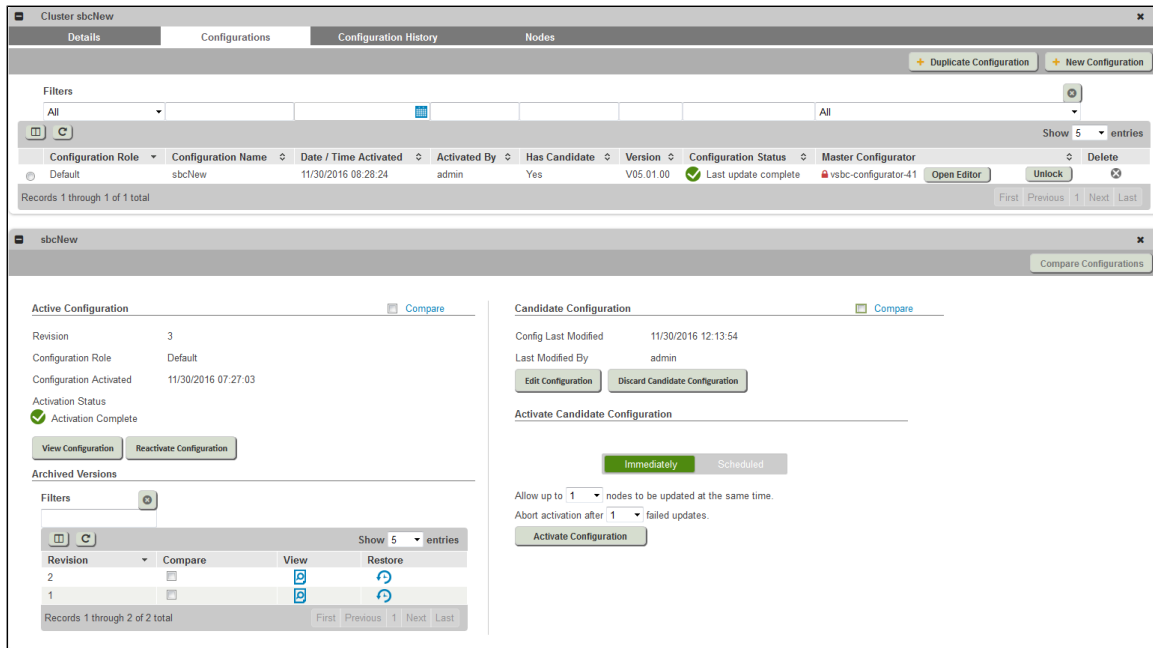 Cluster sbcNew
Details Configurations Configuration History Nodes
+ Duplicate Configuration + New Configuration
Filters
All All
Show 5 entries
Configuration Role Configuration Name Date / Time Activated Activated By Has Candidate Version Configuration Status Master Configurator Delete
Default sbcNew 11/30/2016 08:28:24 admin Yes V05.01.00 Last update complete vsbc-configurator-41 Open Editor Unlock
Records 1 through 1 of 1 total First Previous 1 Next Last
sbcNew
Compare Configurations
Active Configuration Compare
Revision 3
Configuration Role Default
Configuration Activated 11/30/2016 07:27:03
Activation Status
Activation Complete
View Configuration Reactivate Configuration
Archived Versions
Filters
Show 5 entries
Revision Compare View Restore
2
1
Records 1 through 2 of 2 total First Previous 1 Next Last
Candidate Configuration Compare
Config Last Modified 11/30/2016 12:13:54
Last Modified By admin
Edit Configuration Discard Candidate Configuration
Activate Candidate Configuration
Immediately Scheduled
Allow up to 1 nodes to be updated at the same time.
Abort activation after 1 failed updates.
Activate Configuration